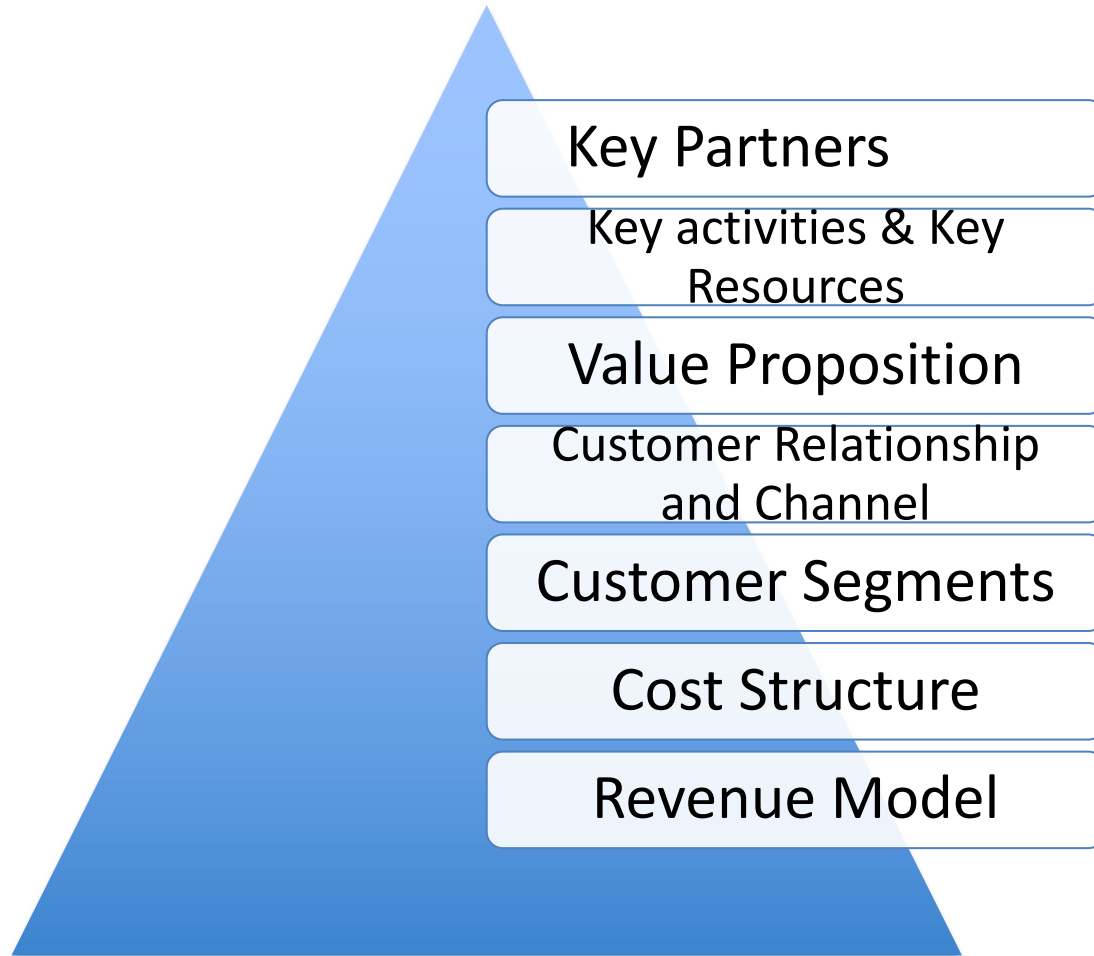 Key Partners
Key activities & Key
Resources
Value Proposition
Customer Relationship
and Channel
Customer Segments
Cost Structure
Revenue Model